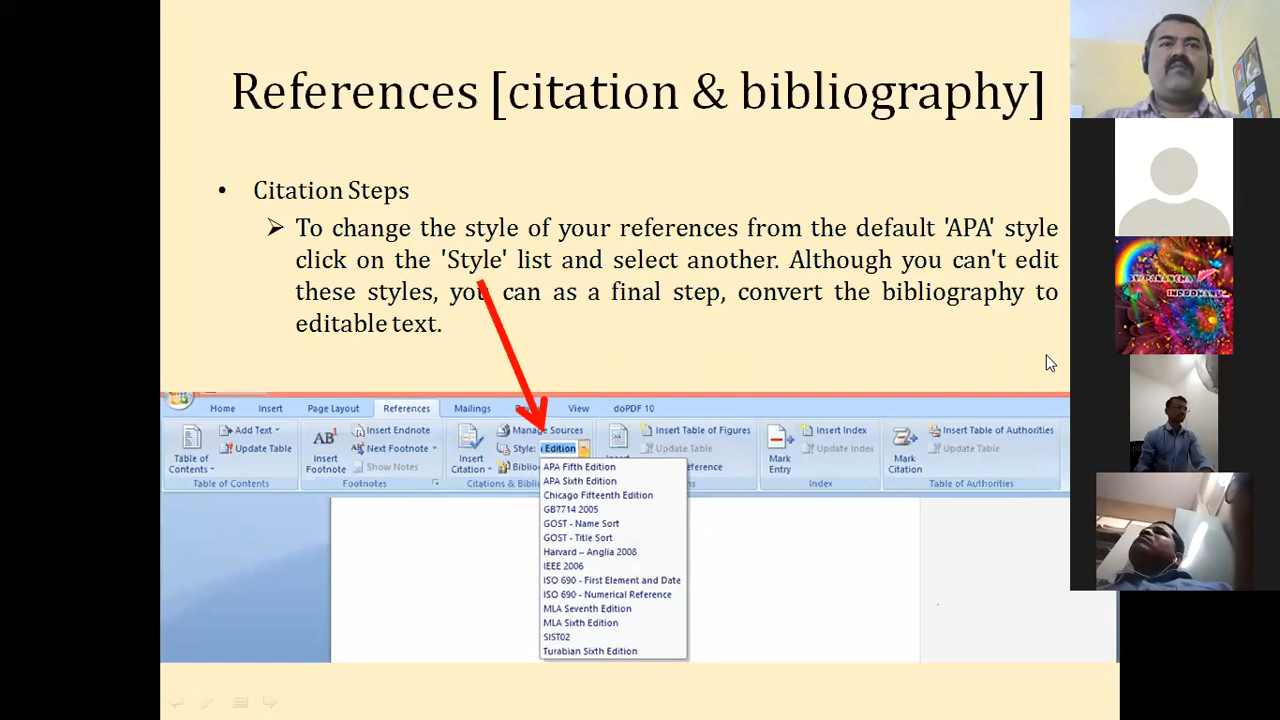 References [citation & bibliography]
• Citation Steps
➢ To change the style of your references from the default 'APA' style
click on the 'Style' list and select another. Although you can't edit
these styles, you can as a final step, convert the bibliography to
editable text.
Home Insert Page Layout References Mailings View doPDF 10
Add Text Insert Endnote Manage Sources Insert Table of Figures Insert Index Insert Table of Authorities
Update Table AB¹ Next Footnote Style: Edition Update Table Update Index Update Table
Table of Contents Insert Footnote Show Notes Insert Citation Mark Entry Mark Citation
Table of Contents Footnotes Index Table of Authorities
APA Fifth Edition
APA Sixth Edition
Chicago Fifteenth Edition
GB7714 2005
GOST - Name Sort
GOST - Title Sort
Harvard – Anglia 2008
IEEE 2006
ISO 690 - First Element and Date
ISO 690 - Numerical Reference
MLA Seventh Edition
MLA Sixth Edition
SIST02
Turabian Sixth Edition